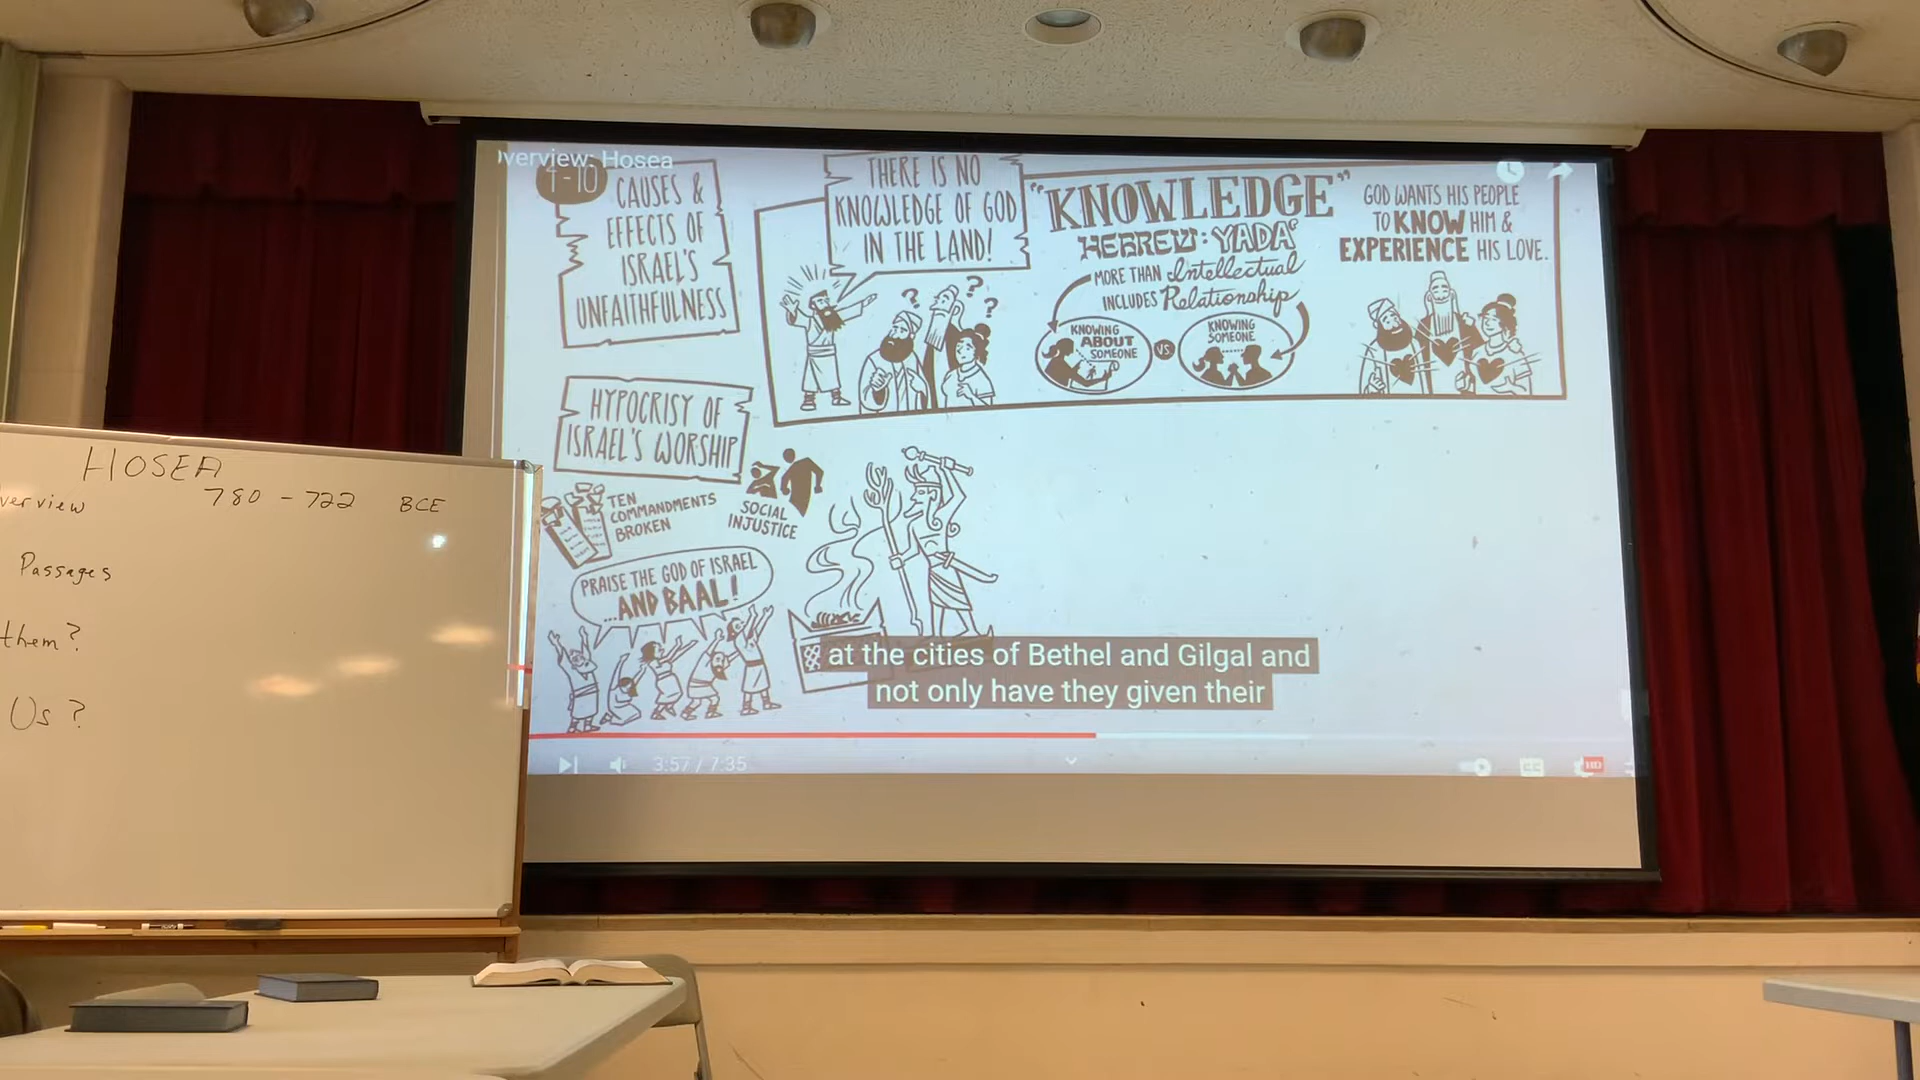 verview: Hosea
4-10
CAUSES &
EFFECTS OF
ISRAEL'S
UNFAITHFULNESS
THERE IS NO
KNOWLEDGE OF GOD
IN THE LAND!
"KNOWLEDGE"
HEBREW: YADA'
MORE THAN Intellectual
INCLUDES Relationship
KNOWING
ABOUT
SOMEONE
VS.
KNOWING
SOMEONE
GOD WANTS HIS PEOPLE
TO KNOW HIM &
EXPERIENCE HIS LOVE.
? ? ?
HYPOCRISY OF
ISRAEL'S WORSHIP
TEN
COMMANDMENTS
BROKEN
SOCIAL
INJUSTICE
PRAISE THE GOD OF ISRAEL
...AND BAAL!
at the cities of Bethel and Gilgal and
not only have they given their
3:57 / 7:35
CC
HD
HOSEA
verview 780 - 722 BCE
Passages
them?
Us?